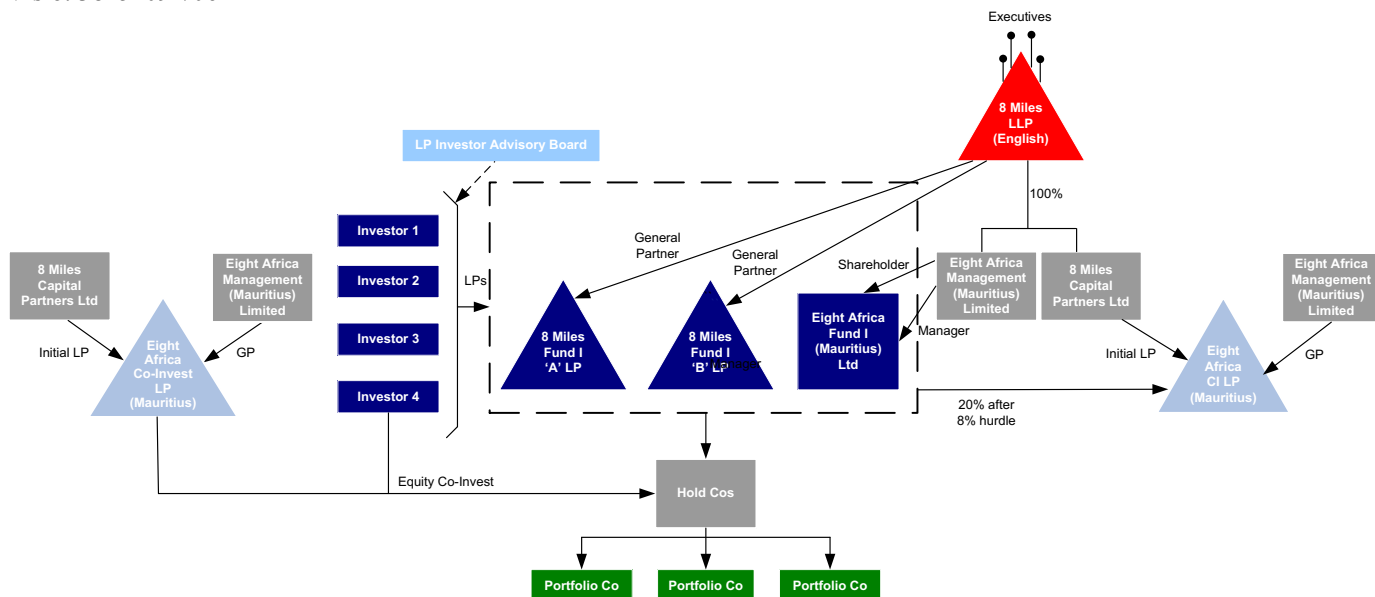 Executives
8 Miles
LLP
(English)
LP Investor Advisory Board
100%
Investor 1
Investor 2
Investor 3
Investor 4
LPs
General
Partner
General
Partner
Shareholder
Manager
8 Miles
Capital
Partners Ltd
Eight Africa
Management
(Mauritius)
Limited
Initial LP
GP
Eight
Africa
Co-Invest
LP
(Mauritius)
8 Miles
Fund I
‘A’ LP
8 Miles
Fund I
‘B’ LP
Manager
Eight Africa
Fund I
(Mauritius)
Ltd
Eight Africa
Management
(Mauritius)
Limited
8 Miles
Capital
Partners Ltd
Eight Africa
Management
(Mauritius)
Limited
Initial LP
GP
Eight
Africa
CI LP
(Mauritius)
20% after
8% hurdle
Equity Co-Invest
Hold Cos
Portfolio Co
Portfolio Co
Portfolio Co